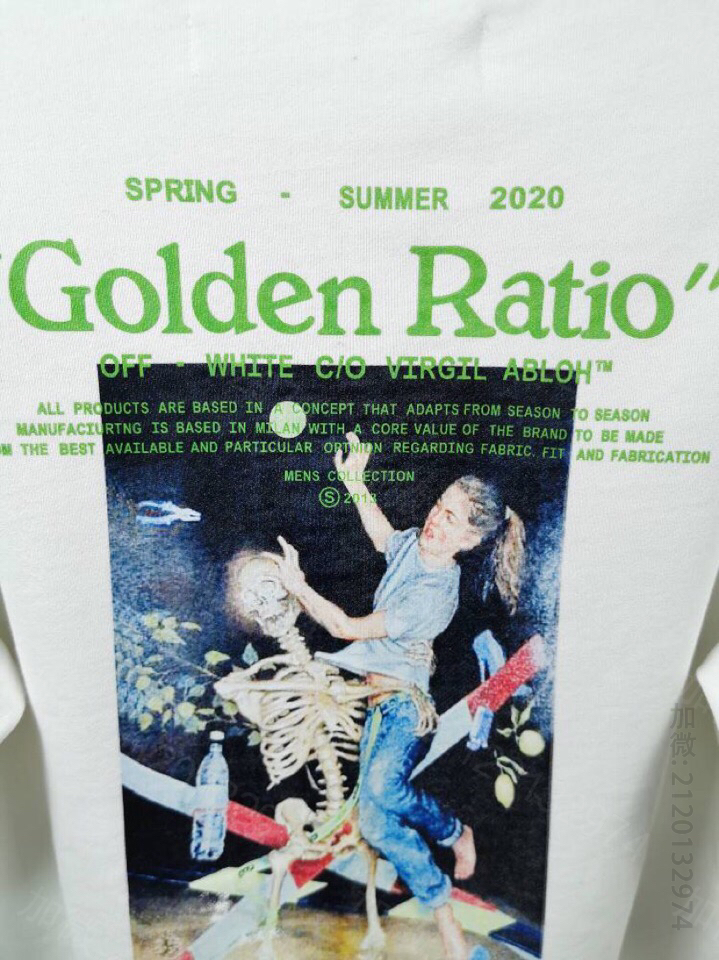 SPRING - SUMMER 2020
"Golden Ratio"
OFF - WHITE C/O VIRGIL ABLOH™
ALL PRODUCTS ARE BASED IN A CONCEPT THAT ADAPTS FROM SEASON TO SEASON
MANUFACIURTNG IS BASED IN MILAN WITH A CORE VALUE OF THE BRAND TO BE MADE
THE BEST AVAILABLE AND PARTICULAR OPTNION REGARDING FABRIC, FIT AND FABRICATION
MENS COLLECTION
Ⓢ 2013
加微: 2120132974